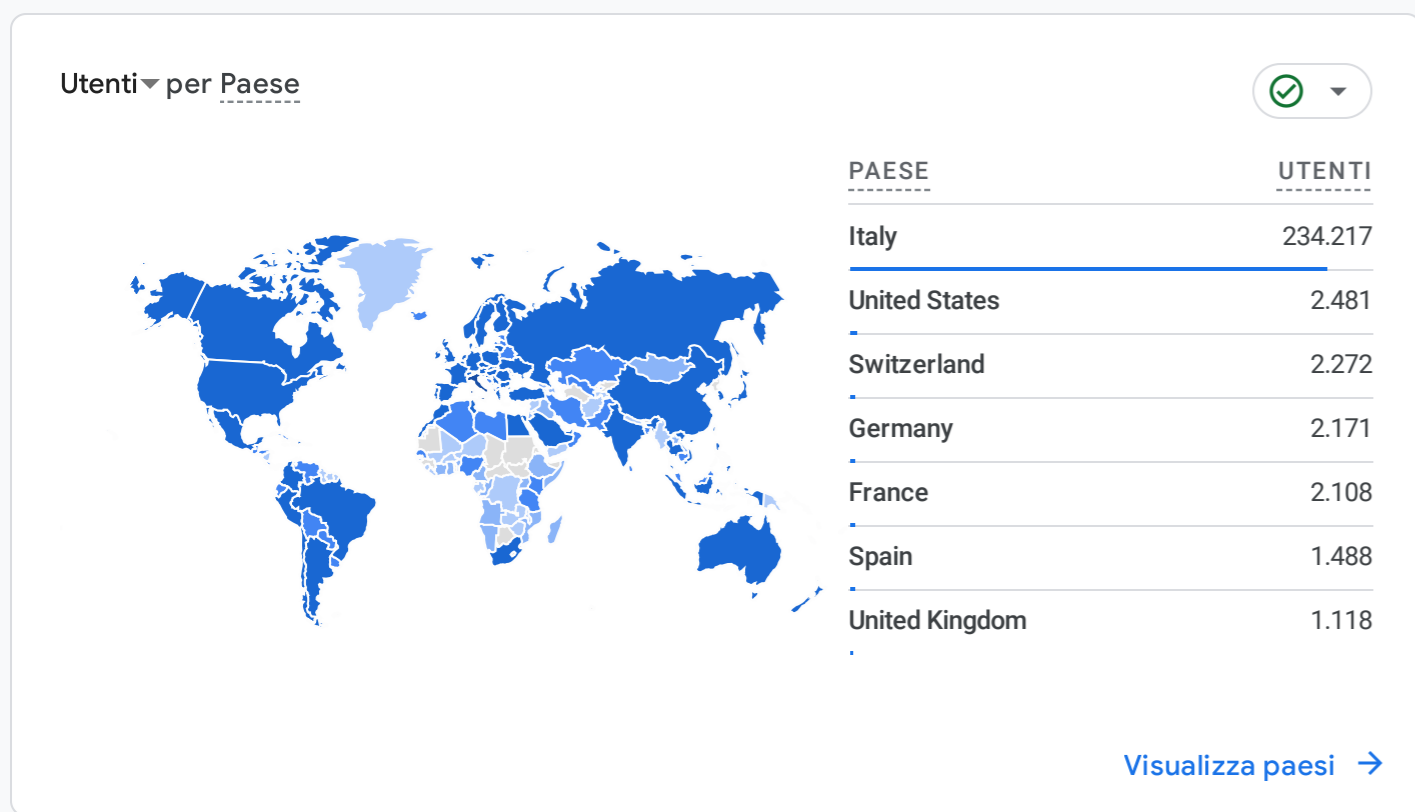 Utenti per Paese
PAESE UTENTI
Italy 234.217
United States 2.481
Switzerland 2.272
Germany 2.171
France 2.108
Spain 1.488
United Kingdom 1.118
Visualizza paesi